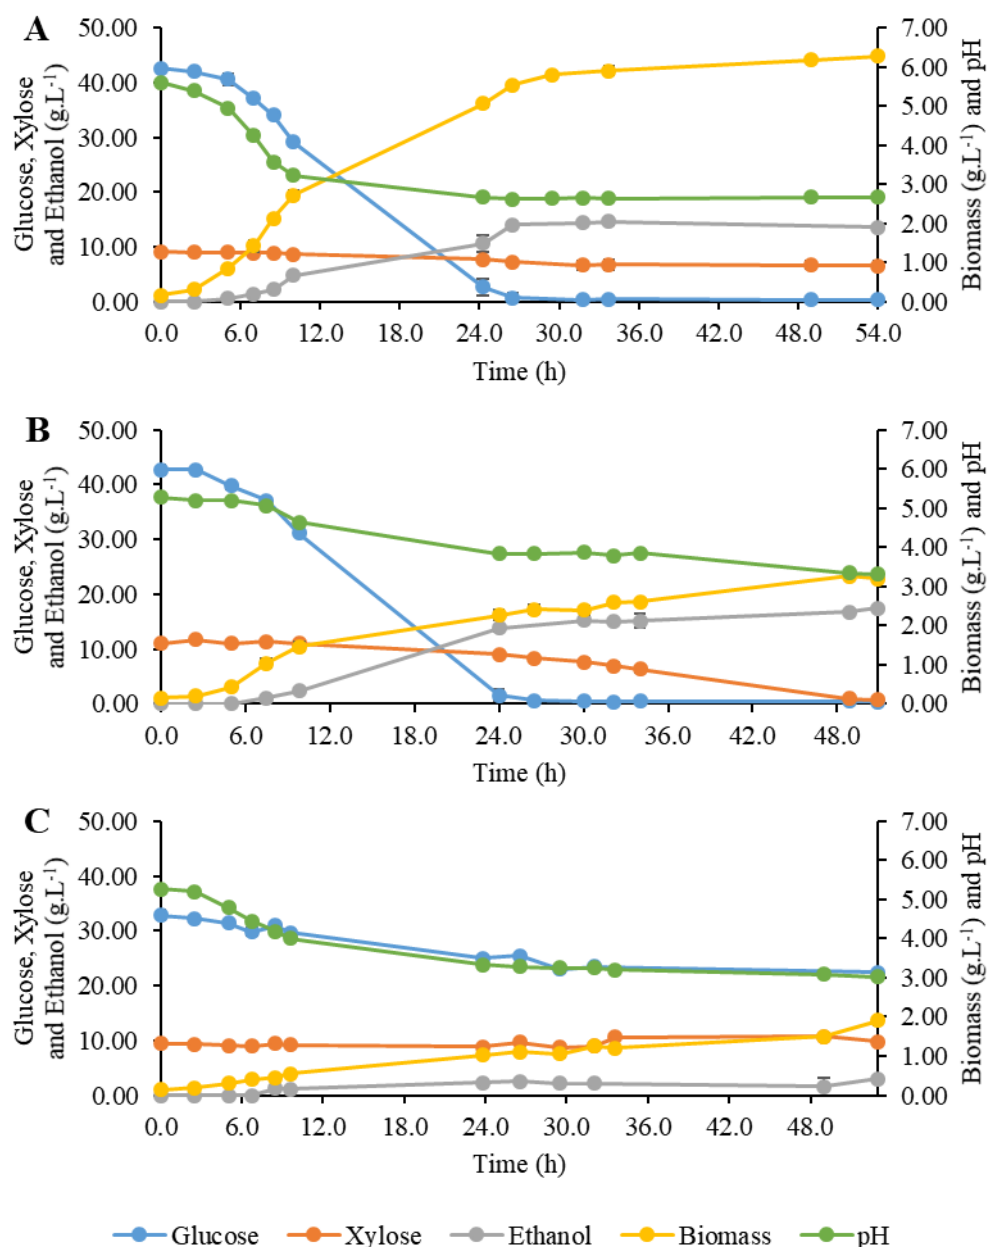 A
Glucose, Xylose
and Ethanol (g.L⁻¹)
50.00
40.00
30.00
20.00
10.00
0.00
7.00
6.00
5.00
4.00
3.00
2.00
1.00
0.00
Biomass (g.L⁻¹) and pH
0.0 6.0 12.0 18.0 24.0 30.0 36.0 42.0 48.0 54.0
Time (h)
B
Glucose, Xylose
and Ethanol (g.L⁻¹)
50.00
40.00
30.00
20.00
10.00
0.00
7.00
6.00
5.00
4.00
3.00
2.00
1.00
0.00
Biomass (g.L⁻¹) and pH
0.0 6.0 12.0 18.0 24.0 30.0 36.0 42.0 48.0
Time (h)
C
Glucose, Xylose
and Ethanol (g.L⁻¹)
50.00
40.00
30.00
20.00
10.00
0.00
7.00
6.00
5.00
4.00
3.00
2.00
1.00
0.00
Biomass (g.L⁻¹) and pH
0.0 6.0 12.0 18.0 24.0 30.0 36.0 42.0 48.0
Time (h)
Glucose Xylose Ethanol Biomass pH